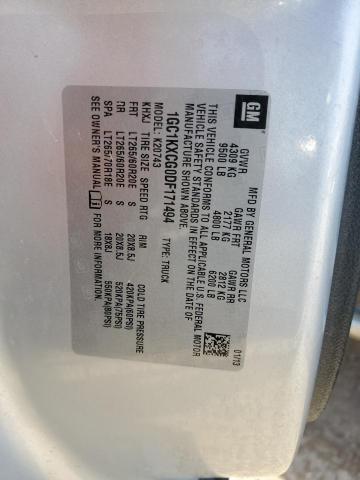 GM
MFD BY GENERAL MOTORS LLC
GVWR GAWR FRT GAWR RR
4309 KG 2177 KG 2812 KG
9500 LB 4800 LB 6200 LB
THIS VEHICLE CONFORMS TO ALL APPLICABLE U.S. FEDERAL MOTOR
VEHICLE SAFETY STANDARDS IN EFFECT ON THE DATE OF
MANUFACTURE SHOWN ABOVE.
01/13
1GC1KXCG0DF171494 TYPE: TRUCK
K20743
KHXJ TIRE SIZE SPEED RTG RIM COLD TIRE PRESSURE
FRT LT265/60R20E S 20X8.5J 420KPA(60PSI)
RR LT265/60R20E S 20X8.5J 520KPA(75PSI)
SPA LT265/70R18E S 18X8J 550KPA(80PSI)
SEE OWNER'S MANUAL FOR MORE INFORMATION.